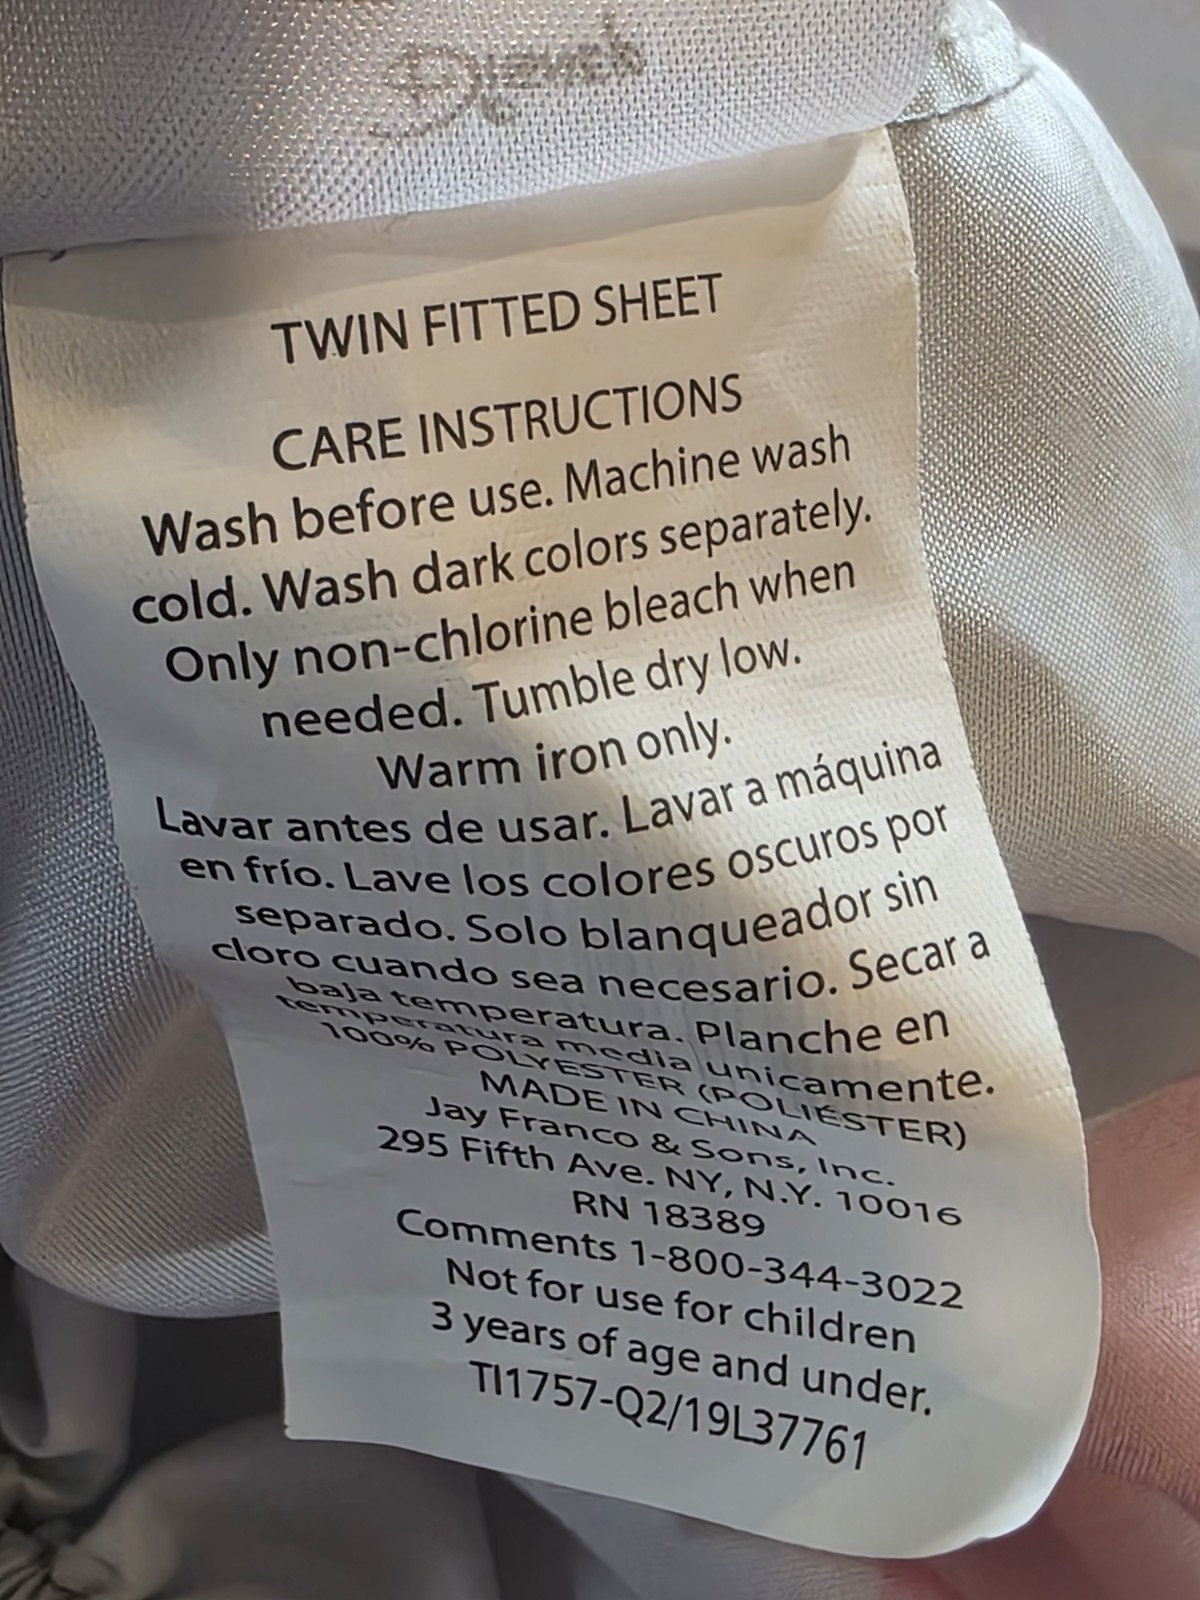 TWIN FITTED SHEET
CARE INSTRUCTIONS
Wash before use. Machine wash
cold. Wash dark colors separately.
Only non-chlorine bleach when
needed. Tumble dry low.
Warm iron only.
Lavar antes de usar. Lavar a máquina
en frío. Lave los colores oscuros por
separado. Solo blanqueador sin
cloro cuando sea necesario. Secar a
baja temperatura. Planche en
temperatura media unicamente.
100% POLYESTER (POLIÉSTER)
MADE IN CHINA
Jay Franco & Sons, Inc.
295 Fifth Ave. NY, N.Y. 10016
RN 18389
Comments 1-800-344-3022
Not for use for children
3 years of age and under.
TI1757-Q2/19L37761